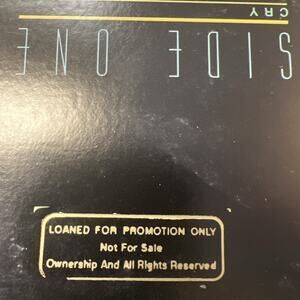 CRY
SIDE ONE
LOANED FOR PROMOTION ONLY
Not For Sale
Ownership And All Rights Reserved